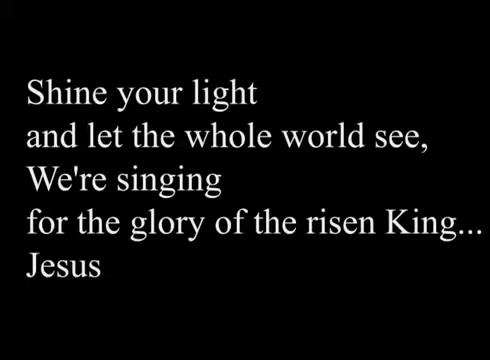 Shine your light
and let the whole world see,
We're singing
for the glory of the risen King...
Jesus